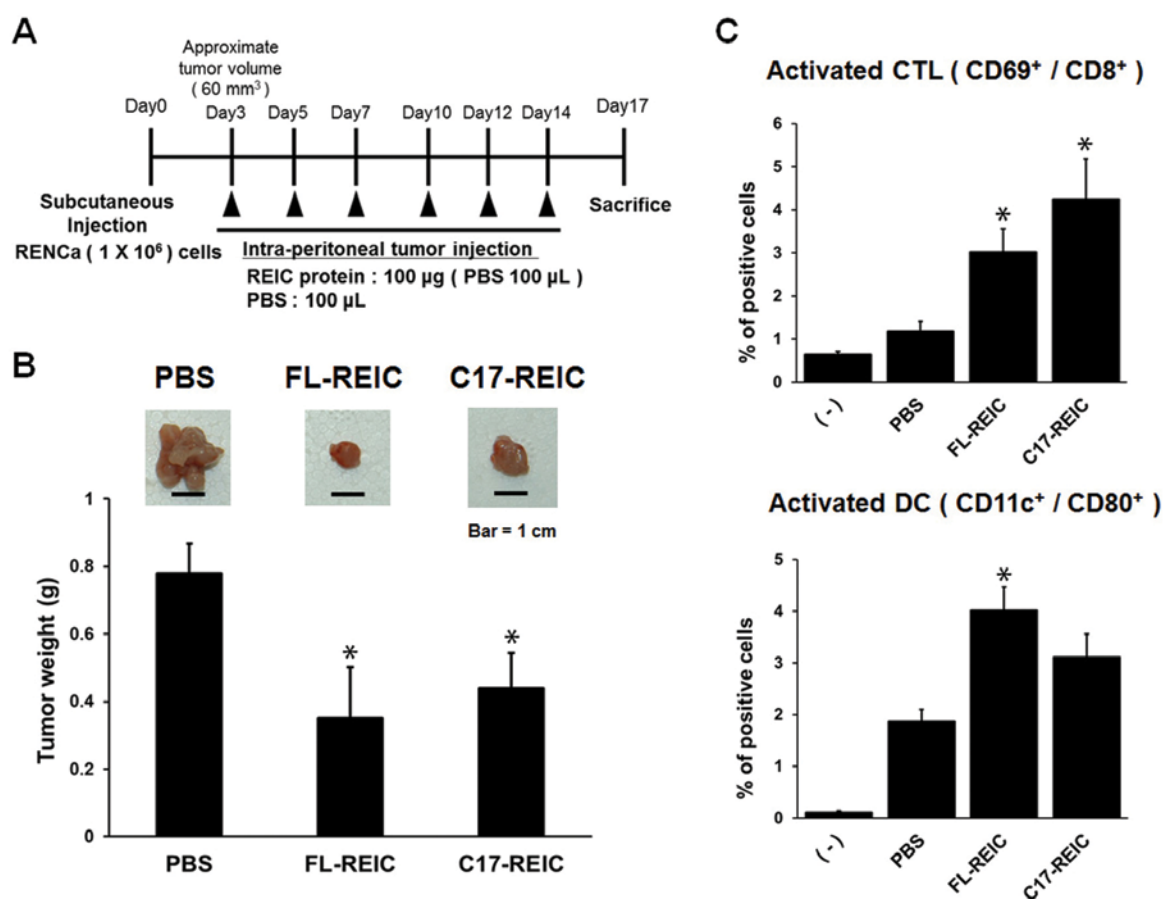 A
Approximate
tumor volume
( 60 mm³)
Day0
Day3
Day5
Day7
Day10
Day12
Day14
Day17
Subcutaneous
Injection
RENCa ( 1 X 10⁶) cells
Sacrifice
Intra-peritoneal tumor injection
REIC protein : 100 µg ( PBS 100 µL )
PBS : 100 µL
B
PBS
FL-REIC
C17-REIC
Bar = 1 cm
Tumor weight (g)
1
0.8
0.6
0.4
0.2
0
*
*
PBS
FL-REIC
C17-REIC
C
Activated CTL ( CD69⁺ / CD8⁺ )
% of positive cells
6
5
4
3
2
1
0
*
*
( - )
PBS
FL-REIC
C17-REIC
Activated DC ( CD11c⁺ / CD80⁺ )
% of positive cells
5
4
3
2
1
0
*
( - )
PBS
FL-REIC
C17-REIC